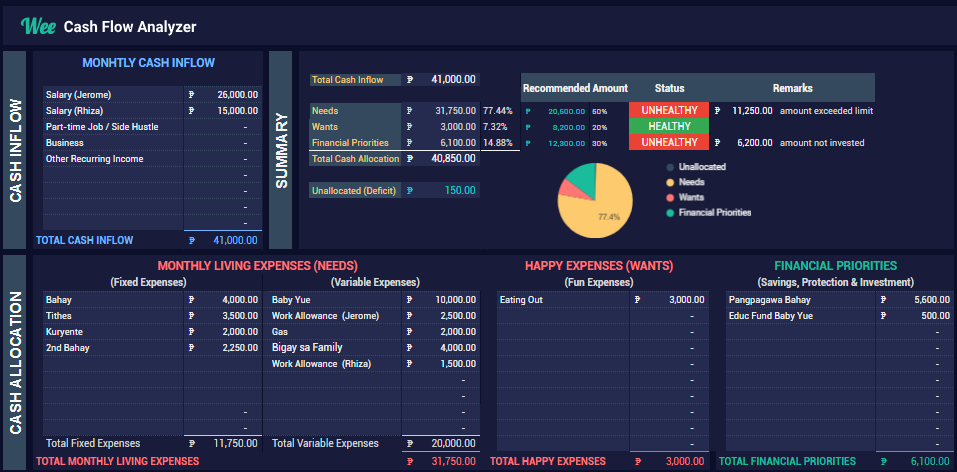 Wee Cash Flow Analyzer
CASH INFLOW
MONHTLY CASH INFLOW
Salary (Jerome) ₱ 26,000.00
Salary (Rhiza) ₱ 15,000.00
Part-time Job / Side Hustle -
Business -
Other Recurring Income -
-
-
-
-
TOTAL CASH INFLOW ₱ 41,000.00
SUMMARY
Total Cash Inflow ₱ 41,000.00
Recommended Amount Status Remarks
Needs ₱ 31,750.00 77.44% ₱ 20,500.00 50% UNHEALTHY ₱ 11,250.00 amount exceeded limit
Wants ₱ 3,000.00 7.32% ₱ 8,200.00 20% HEALTHY
Financial Priorities ₱ 6,100.00 14.88% ₱ 12,300.00 30% UNHEALTHY ₱ 6,200.00 amount not invested
Total Cash Allocation ₱ 40,850.00
Unallocated (Deficit) ₱ 150.00
77.4%
Unallocated
Needs
Wants
Financial Priorities
CASH ALLOCATION
MONTHLY LIVING EXPENSES (NEEDS)
(Fixed Expenses)
Bahay ₱ 4,000.00
Tithes ₱ 3,500.00
Kuryente ₱ 2,000.00
2nd Bahay ₱ 2,250.00
-
-
Total Fixed Expenses ₱ 11,750.00
(Variable Expenses)
Baby Yue ₱ 10,000.00
Work Allowance (Jerome) ₱ 2,500.00
Gas ₱ 2,000.00
Bigay sa Family ₱ 4,000.00
Work Allowance (Rhiza) ₱ 1,500.00
-
-
-
-
Total Variable Expenses ₱ 20,000.00
TOTAL MONTHLY LIVING EXPENSES ₱ 31,750.00
HAPPY EXPENSES (WANTS)
(Fun Expenses)
Eating Out ₱ 3,000.00
-
-
-
-
-
-
-
-
-
TOTAL HAPPY EXPENSES ₱ 3,000.00
FINANCIAL PRIORITIES
(Savings, Protection & Investment)
Pangpagawa Bahay ₱ 5,600.00
Educ Fund Baby Yue ₱ 500.00
-
-
-
-
-
-
-
-
TOTAL FINANCIAL PRIORITIES ₱ 6,100.00